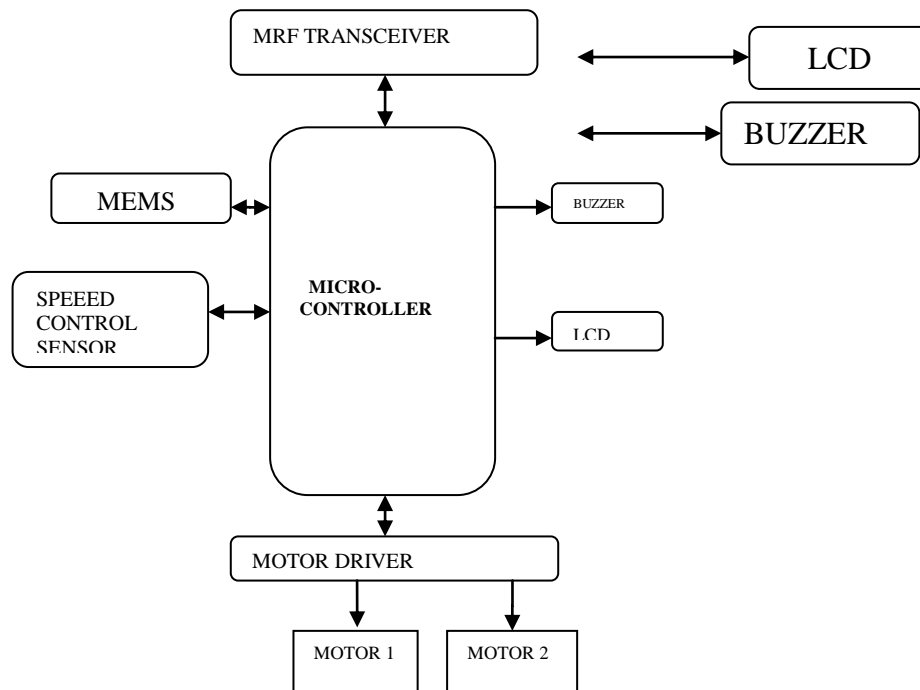 MRF TRANSCEIVER
LCD
BUZZER
MEMS
BUZZER
SPEEED
CONTROL
SENSOR
MICRO-
CONTROLLER
LCD
MOTOR DRIVER
MOTOR 1
MOTOR 2